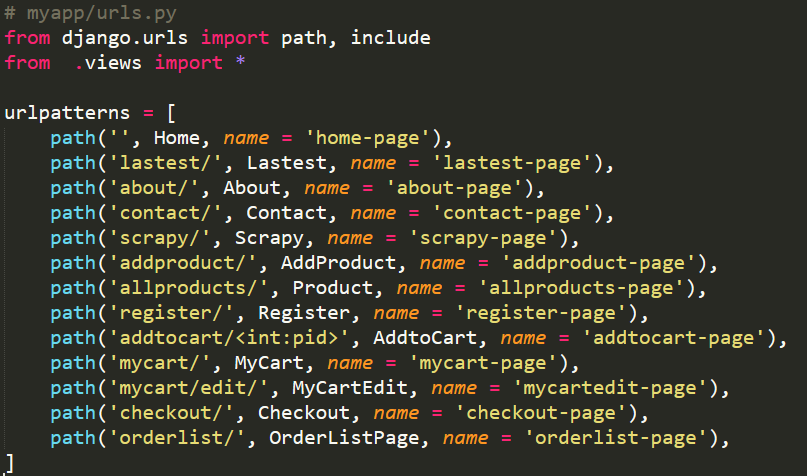 # myapp/urls.py
from django.urls import path, include
from  .views import *

urlpatterns = [
    path('', Home, name = 'home-page'),
    path('lastest/', Lastest, name = 'lastest-page'),
    path('about/', About, name = 'about-page'),
    path('contact/', Contact, name = 'contact-page'),
    path('scrapy/', Scrapy, name = 'scrapy-page'),
    path('addproduct/', AddProduct, name = 'addproduct-page'),
    path('allproducts/', Product, name = 'allproducts-page'),
    path('register/', Register, name = 'register-page'),
    path('addtocart/<int:pid>', AddtoCart, name = 'addtocart-page'),
    path('mycart/', MyCart, name = 'mycart-page'),
    path('mycart/edit/', MyCartEdit, name = 'mycartedit-page'),
    path('checkout/', Checkout, name = 'checkout-page'),
    path('orderlist/', OrderListPage, name = 'orderlist-page'),
]